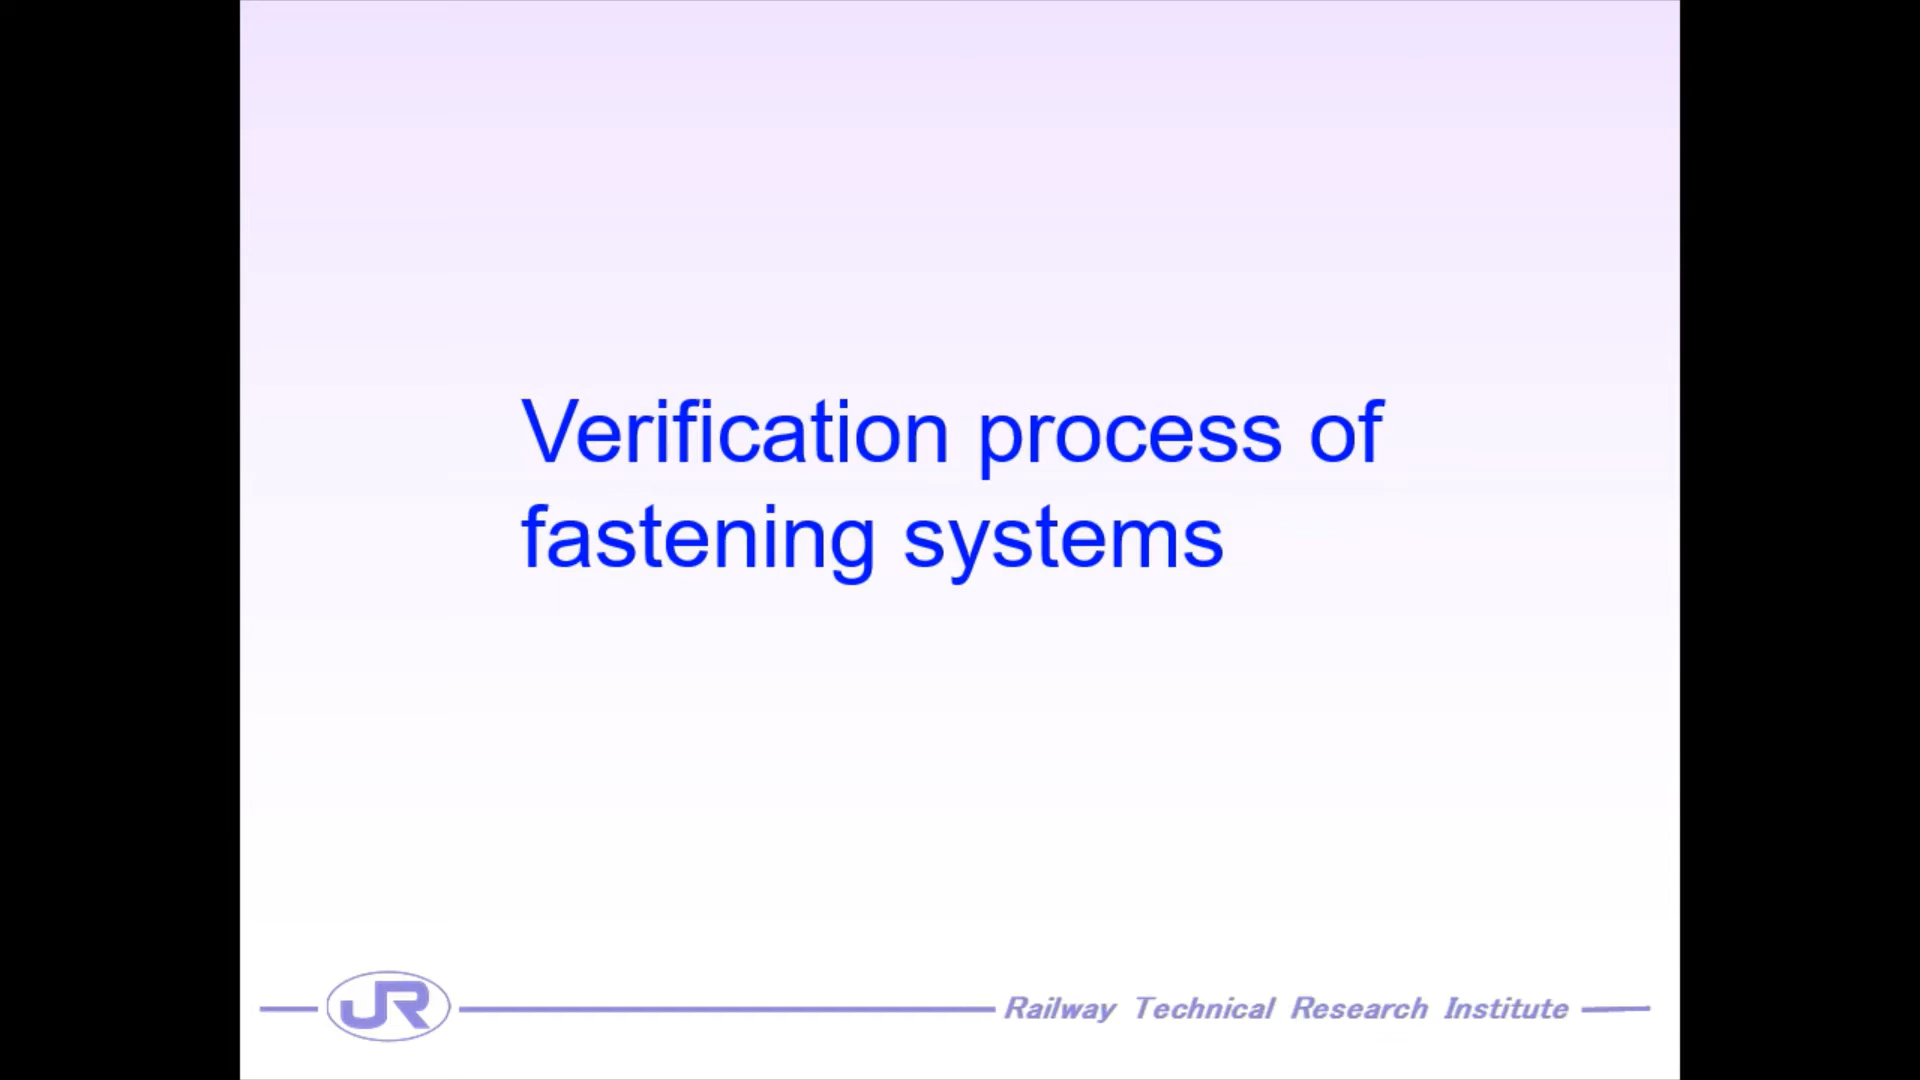 Verification process of
fastening systems
JR
Railway Technical Research Institute